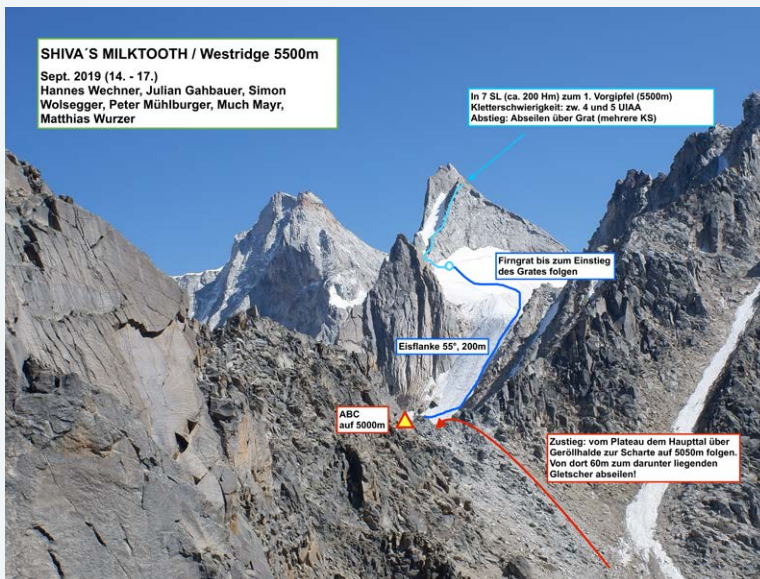 SHIVA´S MILKTOOTH / Westridge 5500m
Sept. 2019 (14. - 17.)
Hannes Wechner, Julian Gahbauer, Simon
Wolsegger, Peter Mühlburger, Much Mayr,
Matthias Wurzer
In 7 SL (ca. 200 Hm) zum 1. Vorgipfel (5500m)
Kletterschwierigkeit: zw. 4 und 5 UIAA
Abstieg: Abseilen über Grat (mehrere KS)
Firngrat bis zum Einstieg
des Grates folgen
Eisflanke 55°, 200m
ABC
auf 5000m
Zustieg: vom Plateau dem Haupttal über
Geröllhalde zur Scharte auf 5050m folgen.
Von dort 60m zum darunter liegenden
Gletscher abseilen!